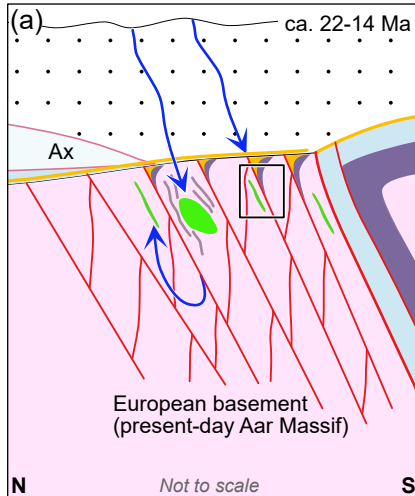 (a)
ca. 22-14 Ma
Ax
European basement
(present-day Aar Massif)
N
Not to scale
S